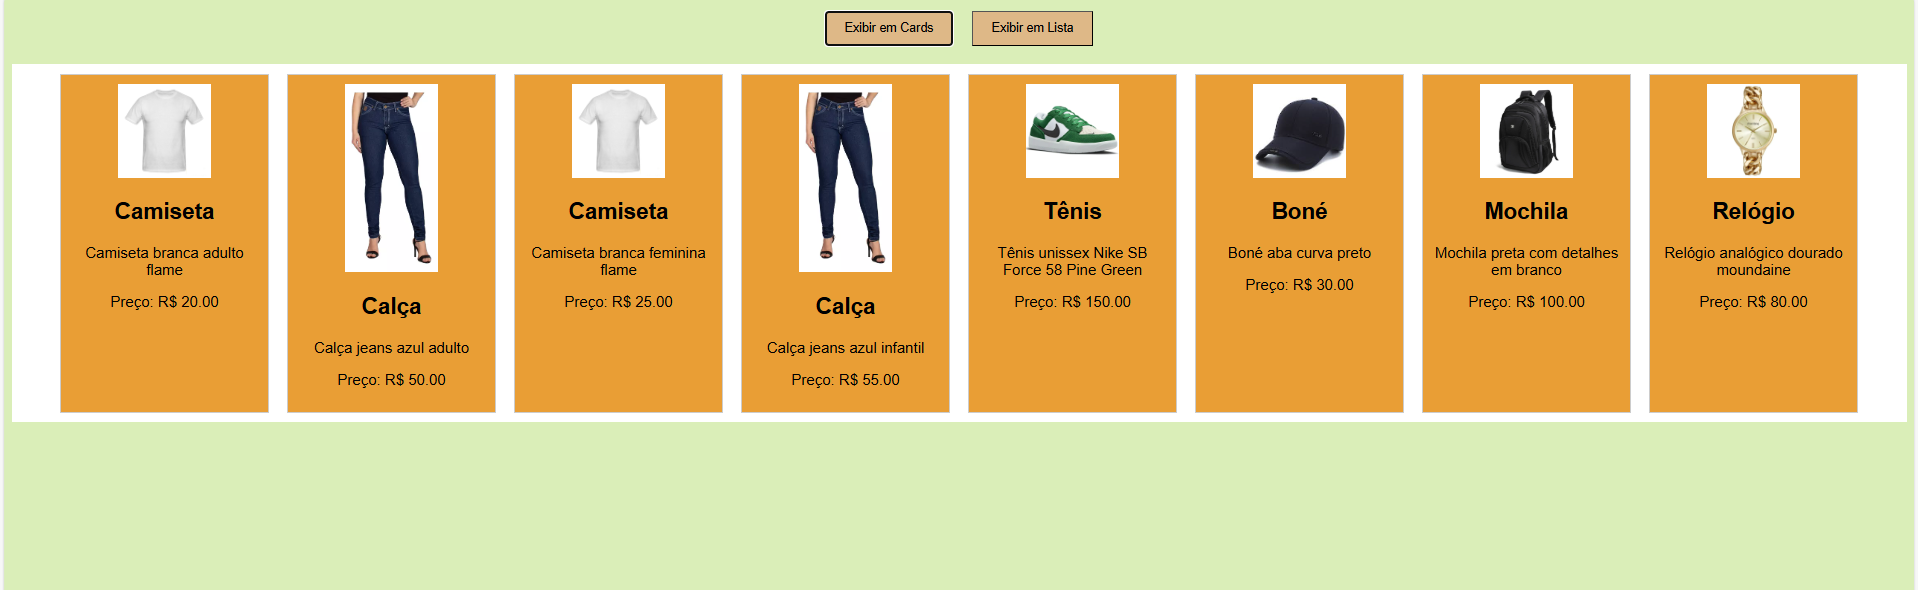 Exibir em Cards
Exibir em Lista
Camiseta
Camiseta branca adulto
flame
Preço: R$ 20.00
Calça
Calça jeans azul adulto
Preço: R$ 50.00
Camiseta
Camiseta branca feminina
flame
Preço: R$ 25.00
Calça
Calça jeans azul infantil
Preço: R$ 55.00
Tênis
Tênis unissex Nike SB
Force 58 Pine Green
Preço: R$ 150.00
Boné
Boné aba curva preto
Preço: R$ 30.00
Mochila
Mochila preta com detalhes
em branco
Preço: R$ 100.00
Relógio
Relógio analógico dourado
moundaine
Preço: R$ 80.00